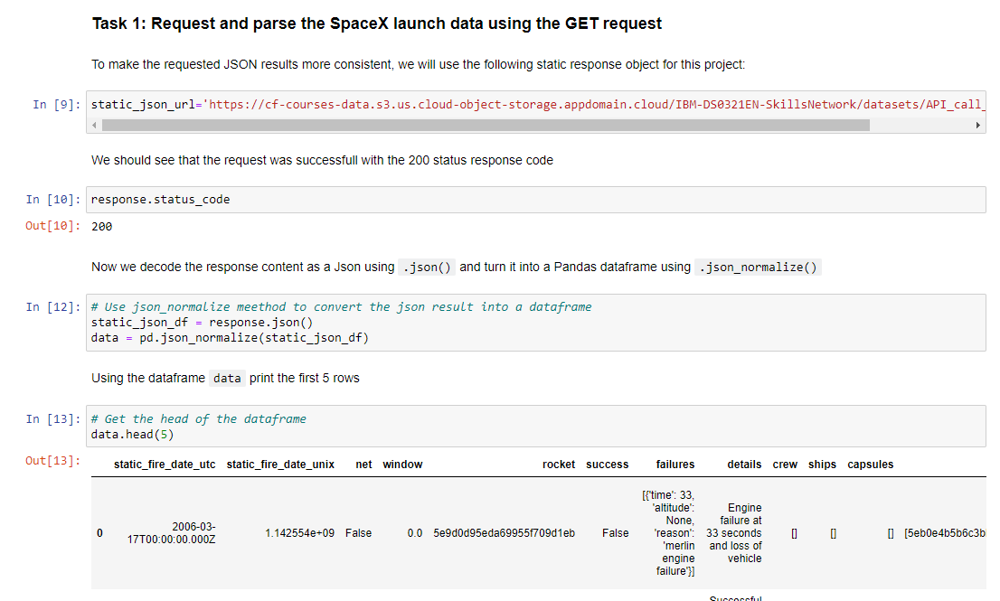 Task 1: Request and parse the SpaceX launch data using the GET request
To make the requested JSON results more consistent, we will use the following static response object for this project:
In [9]: static_json_url='https://cf-courses-data.s3.us.cloud-object-storage.appdomain.cloud/IBM-DS0321EN-SkillsNetwork/datasets/API_call_
We should see that the request was successfull with the 200 status response code
In [10]: response.status_code
Out[10]: 200
Now we decode the response content as a Json using .json() and turn it into a Pandas dataframe using .json_normalize()
In [12]: # Use json_normalize meethod to convert the json result into a dataframe
static_json_df = response.json()
data = pd.json_normalize(static_json_df)
Using the dataframe data print the first 5 rows
In [13]: # Get the head of the dataframe
data.head(5)
Out[13]:
static_fire_date_utc static_fire_date_unix net window rocket success failures details crew ships capsules
0 2006-03-
17T00:00:00.000Z 1.142554e+09 False 0.0 5e9d0d95eda69955f709d1eb False
[{'time': 33,
'altitude':
None,
'reason':
'merlin
engine
failure'}]
Engine
failure at
33 seconds
and loss of
vehicle
[] [] [] [5eb0e4b5b6c3b
Successful